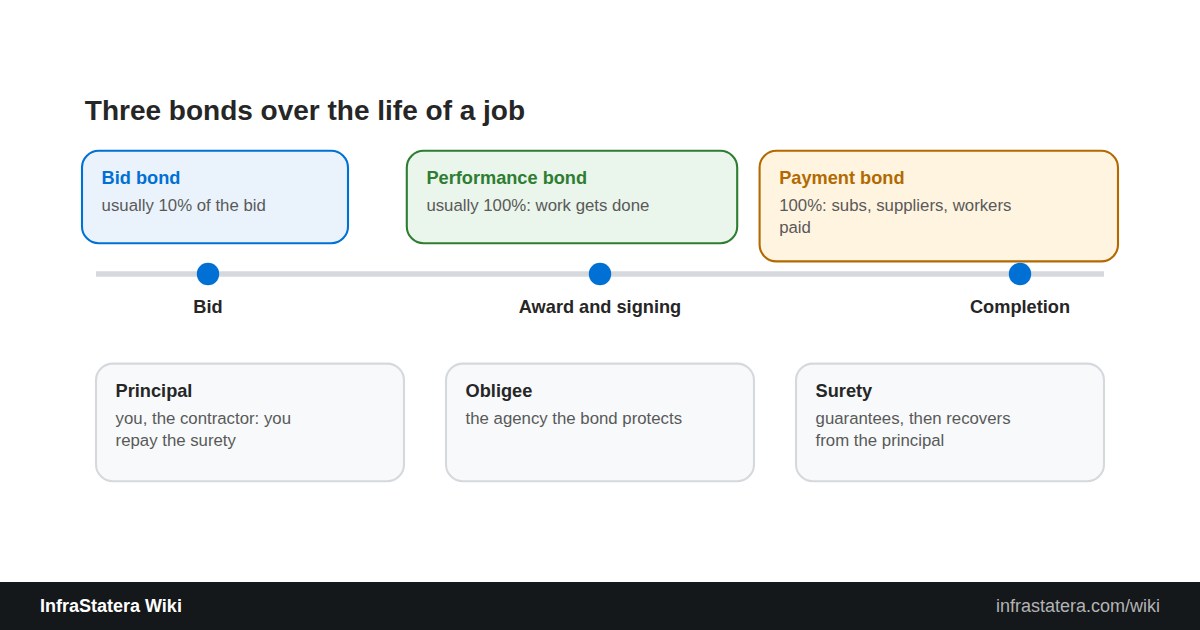 Three bonds over the life of a job
Bid bond
usually 10% of the bid
Performance bond
usually 100%: work gets done
Payment bond
100%: subs, suppliers, workers
paid
Bid
Award and signing
Completion
Principal
you, the contractor: you
repay the surety
Obligee
the agency the bond protects
Surety
guarantees, then recovers
from the principal
InfraStatera Wiki
infrastatera.com/wiki